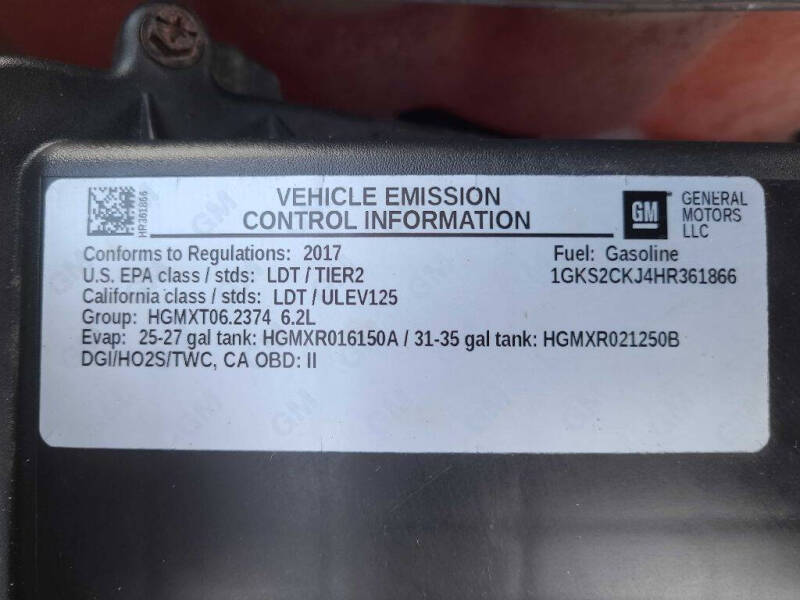 VEHICLE EMISSION
CONTROL INFORMATION
HR361866
GM
GENERAL
MOTORS
LLC
Conforms to Regulations: 2017
Fuel: Gasoline
U.S. EPA class / stds: LDT / TIER2
1GKS2CKJ4HR361866
California class / stds: LDT / ULEV125
Group: HGMXT06.2374 6.2L
Evap: 25-27 gal tank: HGMXR016150A / 31-35 gal tank: HGMXR021250B
DGI/HO2S/TWC, CA OBD: II